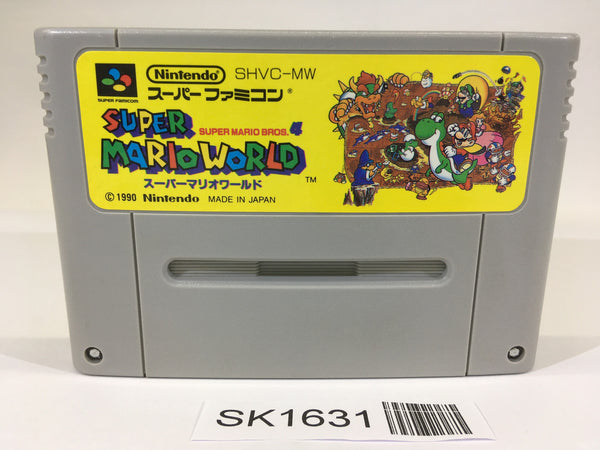 Nintendo® SHVC-MW
SUPER FAMICOM
スーパーファミコン®
SUPER
SUPER MARIO BROS. 4
MARIO WORLD
スーパーマリオワールド
TM
© 1990 Nintendo MADE IN JAPAN
SK1631